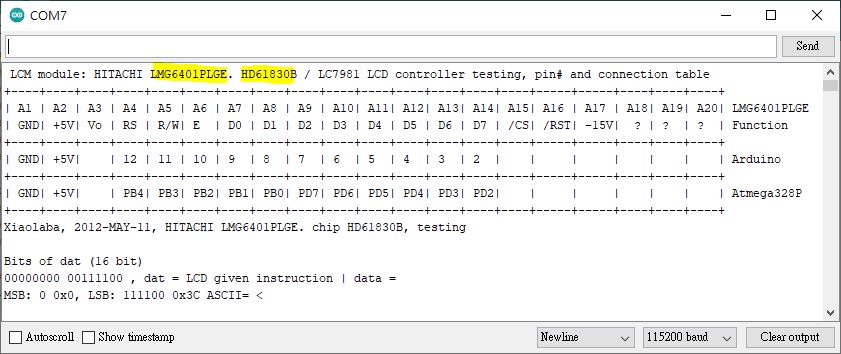 COM7
Send
LCM module: HITACHI LMG6401PLGE. HD61830B / LC7981 LCD controller testing, pin# and connection table
+----+----+----+----+----+----+----+----+----+----+----+----+----+----+----+----+----+----+----+----+
| A1 | A2 | A3 | A4 | A5 | A6 | A7 | A8 | A9 | A10| A11| A12| A13| A14| A15| A16 | A17 | A18| A19| A20| LMG6401PLGE
| GND| +5V| Vo | RS | R/W| E | D0 | D1 | D2 | D3 | D4 | D5 | D6 | D7 | /CS| /RST| -15V| ? | ? | ? | Function
+----+----+----+----+----+----+----+----+----+----+----+----+----+----+----+----+----+----+----+----+
| GND| +5V| | 12 | 11 | 10 | 9 | 8 | 7 | 6 | 5 | 4 | 3 | 2 | | | | | | | Arduino
+----+----+----+----+----+----+----+----+----+----+----+----+----+----+----+----+----+----+----+----+
| GND| +5V| | PB4| PB3| PB2| PB1| PB0| PD7| PD6| PD5| PD4| PD3| PD2| | | | | | | Atmega328P
+----+----+----+----+----+----+----+----+----+----+----+----+----+----+----+----+----+----+----+----+
Xiaolaba, 2012-MAY-11, HITACHI LMG6401PLGE. chip HD61830B, testing
Bits of dat (16 bit)
00000000 00111100 , dat = LCD given instruction | data =
MSB: 0 0x0, LSB: 111100 0x3C ASCII= <
Autoscroll Show timestamp Newline 115200 baud Clear output